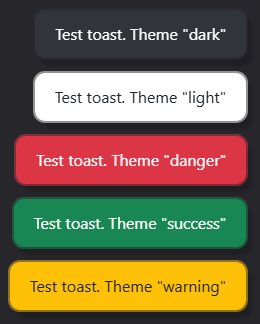 Test toast. Theme "dark"
Test toast. Theme "light"
Test toast. Theme "danger"
Test toast. Theme "success"
Test toast. Theme "warning"